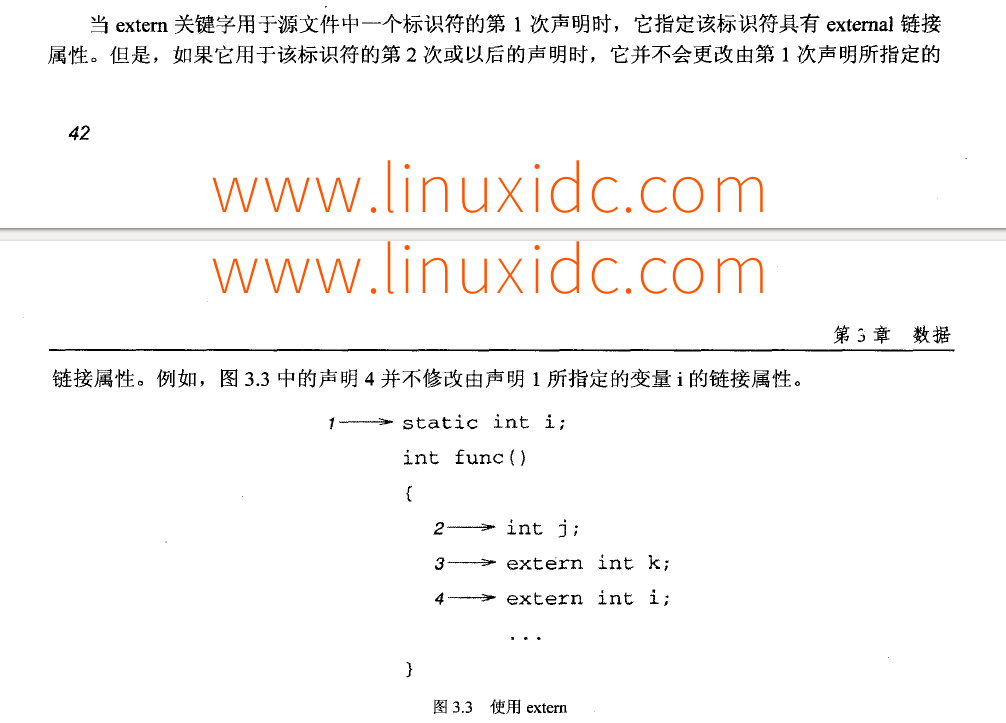 当 extern 关键字用于源文件中一个标识符的第 1 次声明时，它指定该标识符具有 external 链接
属性。但是，如果它用于该标识符的第 2 次或以后的声明时，它并不会更改由第 1 次声明所指定的
42
www.linuxidc.com
www.linuxidc.com
第 3 章 数据
链接属性。例如，图 3.3 中的声明 4 并不修改由声明 1 所指定的变量 i 的链接属性。
1 static int i;
int func()
{
2 int j;
3 extern int k;
4 extern int i;
...
}
图 3.3 使用 extern